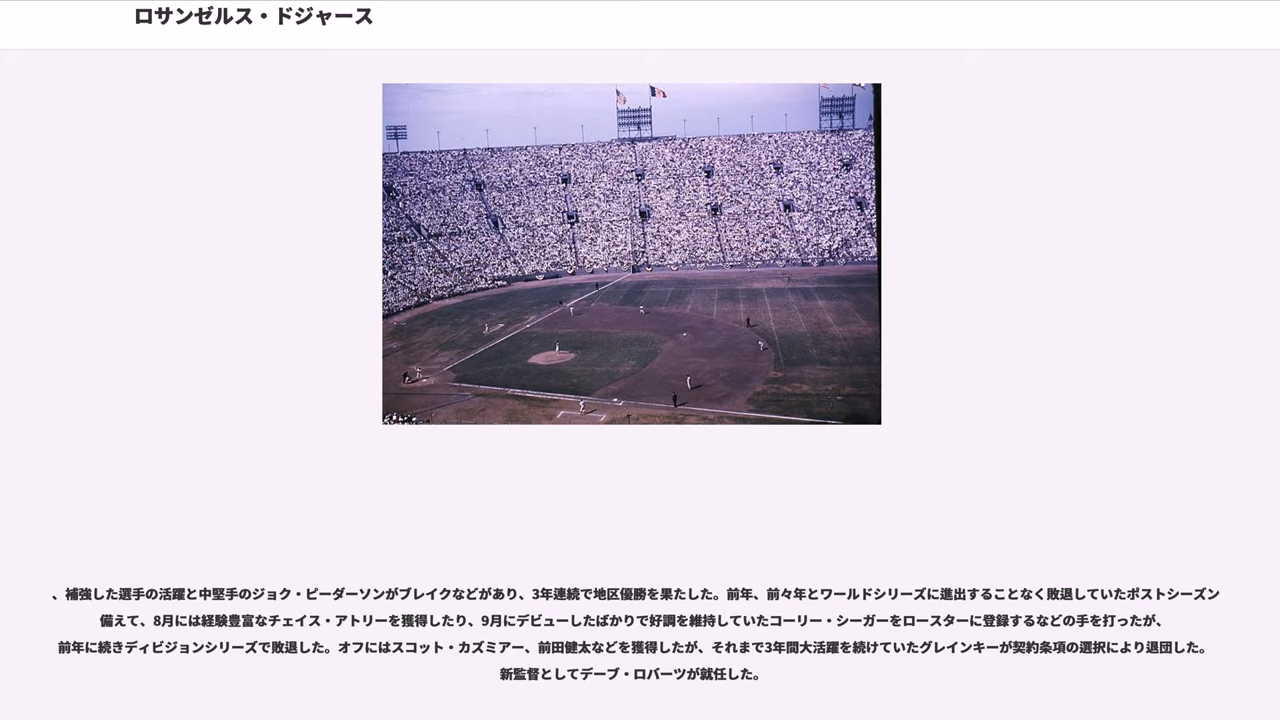 ロサンゼルス・ドジャース
、補強した選手の活躍と中堅手のジョク・ピーダーソンがブレイクなどがあり、3年連続で地区優勝を果たした。前年、前々年とワールドシリーズに進出することなく敗退していたポストシーズン
備えて、8月には経験豊富なチェイス・アトリーを獲得したり、9月にデビューしたばかりで好調を維持していたコーリー・シーガーをロースターに登録するなどの手を打ったが、
前年に続きディビジョンシリーズで敗退した。オフにはスコット・カズミアー、前田健太などを獲得したが、それまで3年間大活躍を続けていたグレインキーが契約条項の選択により退団した。
新監督としてデーブ・ロバーツが就任した。